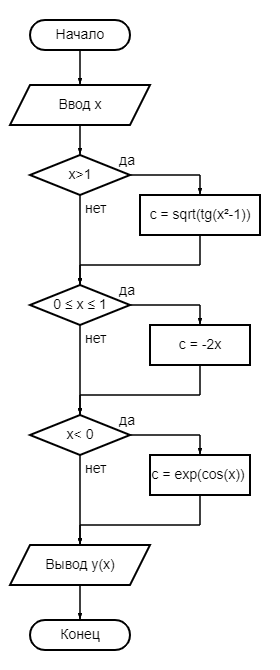 Начало
Ввод x
x>1
да
нет
c = sqrt(tg(x²-1))
0 ≤ x ≤ 1
да
нет
c = -2x
x< 0
да
нет
c = exp(cos(x))
Вывод y(x)
Конец